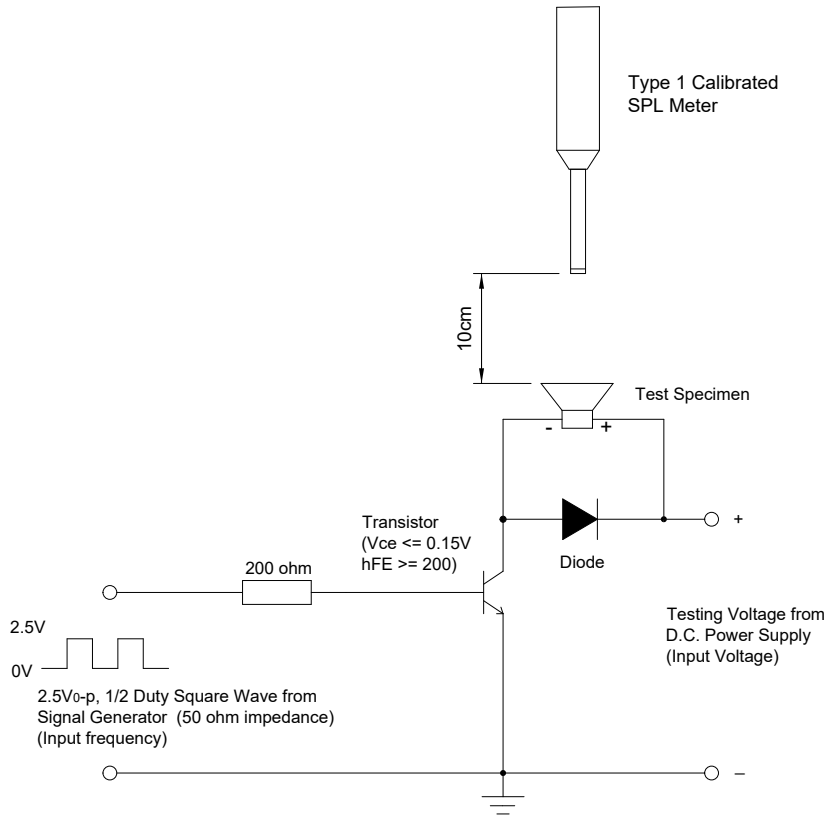 Type 1 Calibrated
SPL Meter
10cm
Test Specimen
- +
Transistor
(Vce <= 0.15V
hFE >= 200)
+
Diode
200 ohm
Testing Voltage from
D.C. Power Supply
(Input Voltage)
2.5V
0V
2.5V0-p, 1/2 Duty Square Wave from
Signal Generator (50 ohm impedance)
(Input frequency)
–